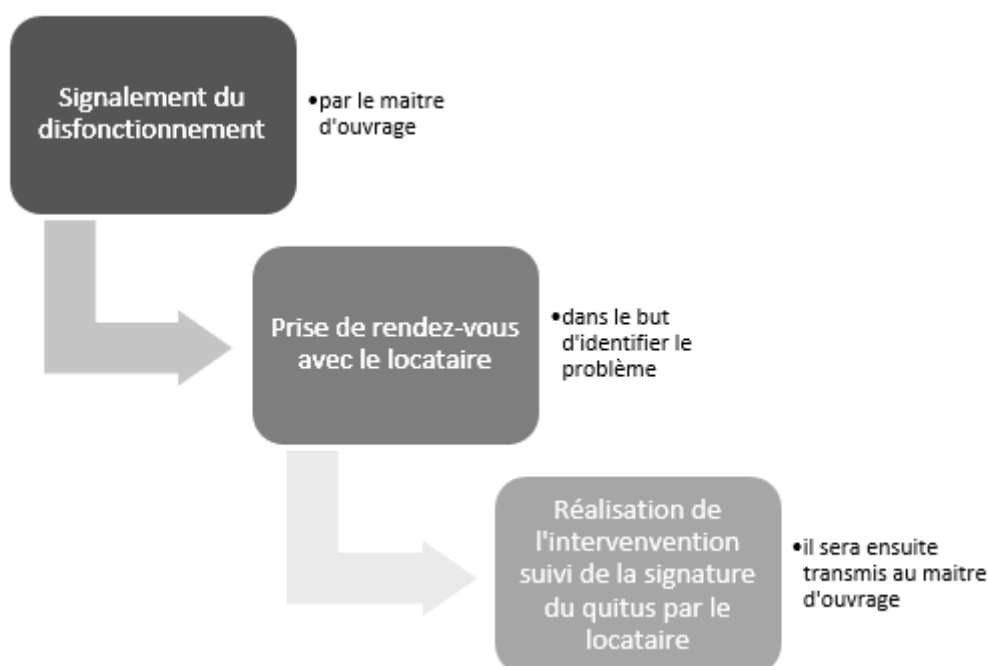 Signalement du
disfonctionnement
•par le maitre
d'ouvrage
Prise de rendez-vous
avec le locataire
•dans le but
d'identifier le
problème
Réalisation de
l'intervenvention
suivi de la signature
du quitus par le
locataire
•il sera ensuite
transmis au maitre
d'ouvrage